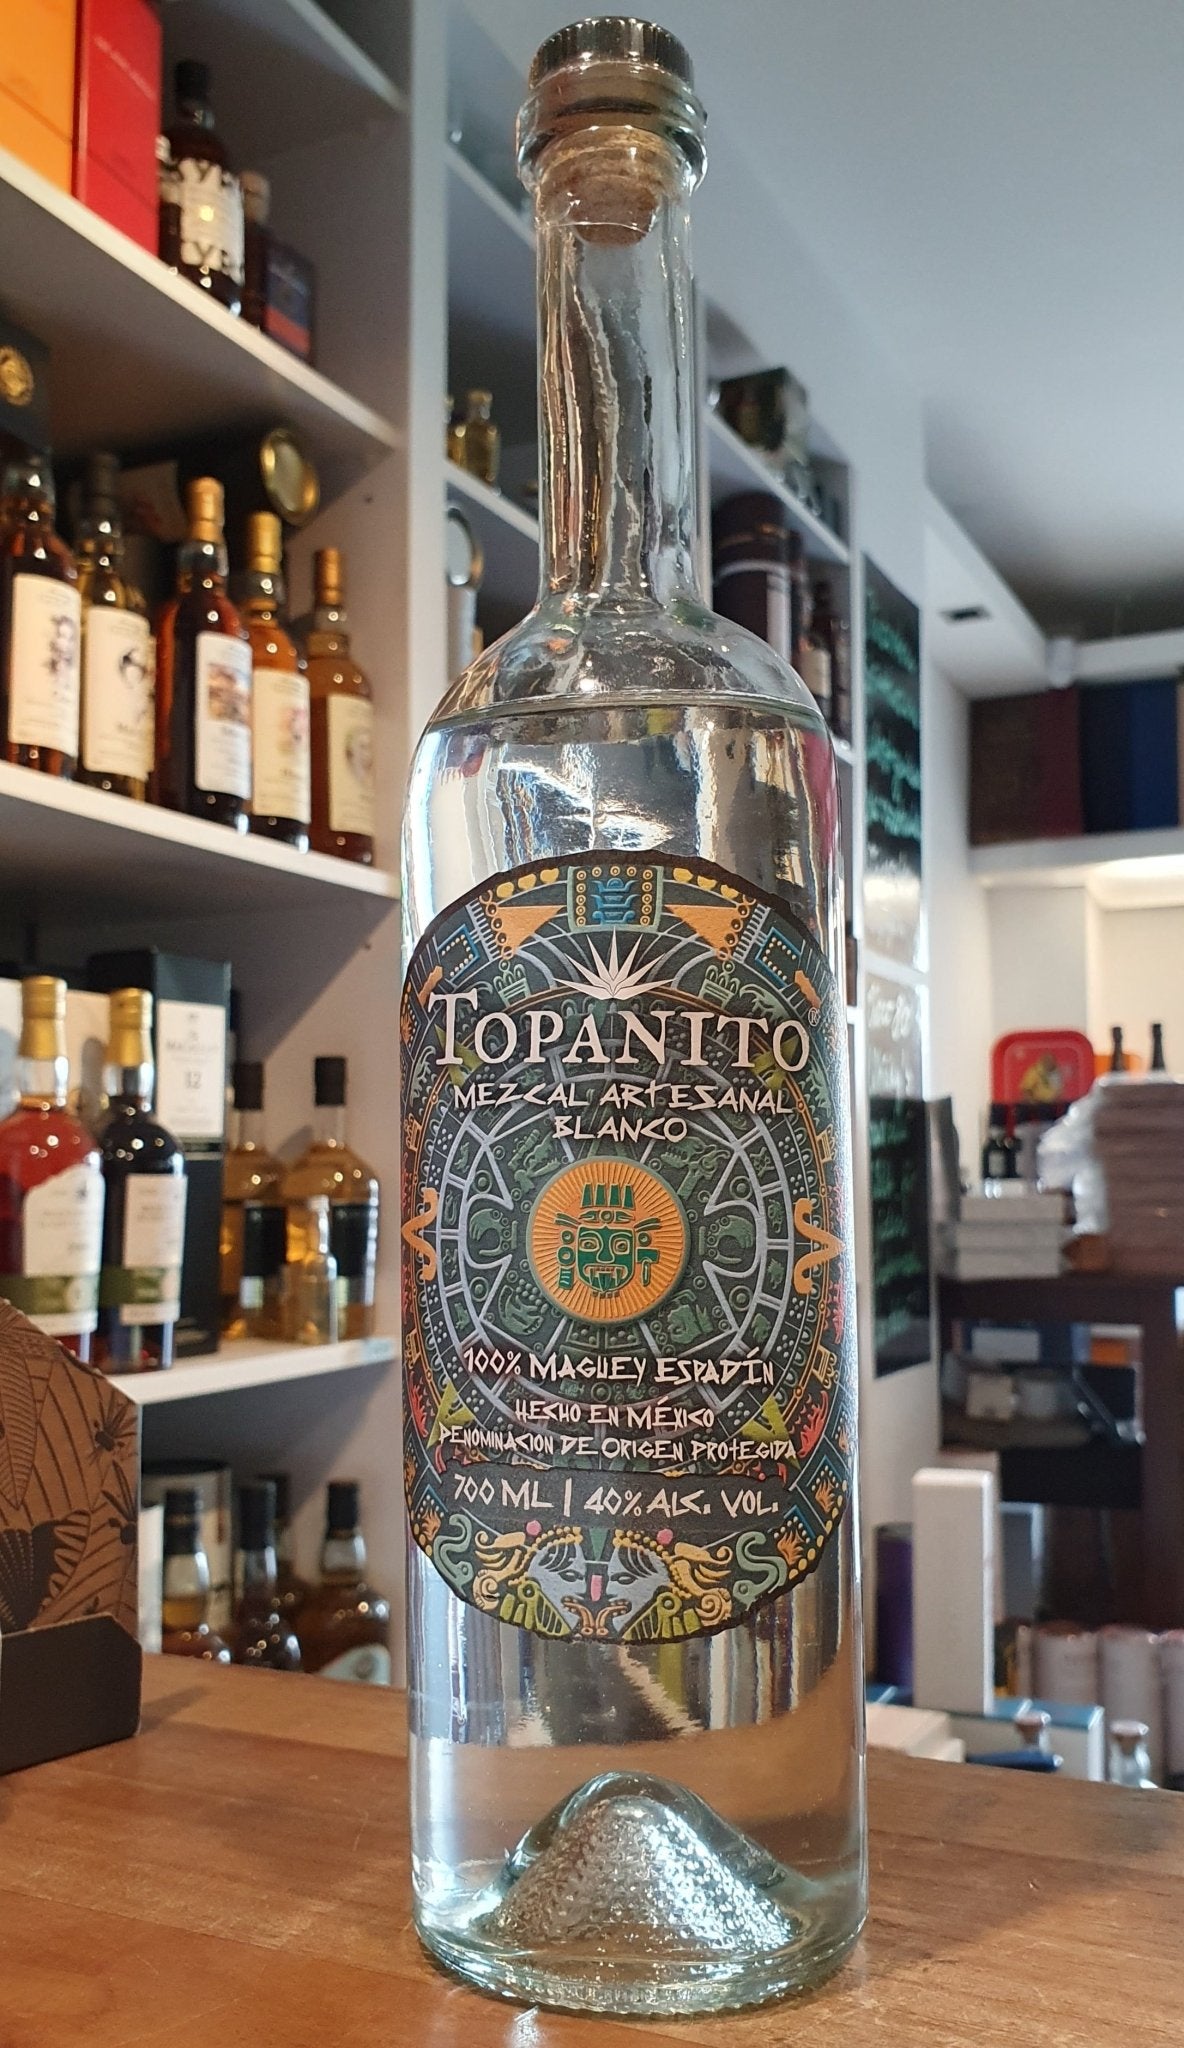 TOPANITO®
MEZCAL ARTESANAL
BLANCO
100% MAGUEY ESPADÍN
HECHO EN MÉXICO
DENOMINACION DE ORIGEN PROTEGIDA
700 ML | 40% ALC. VOL.
12